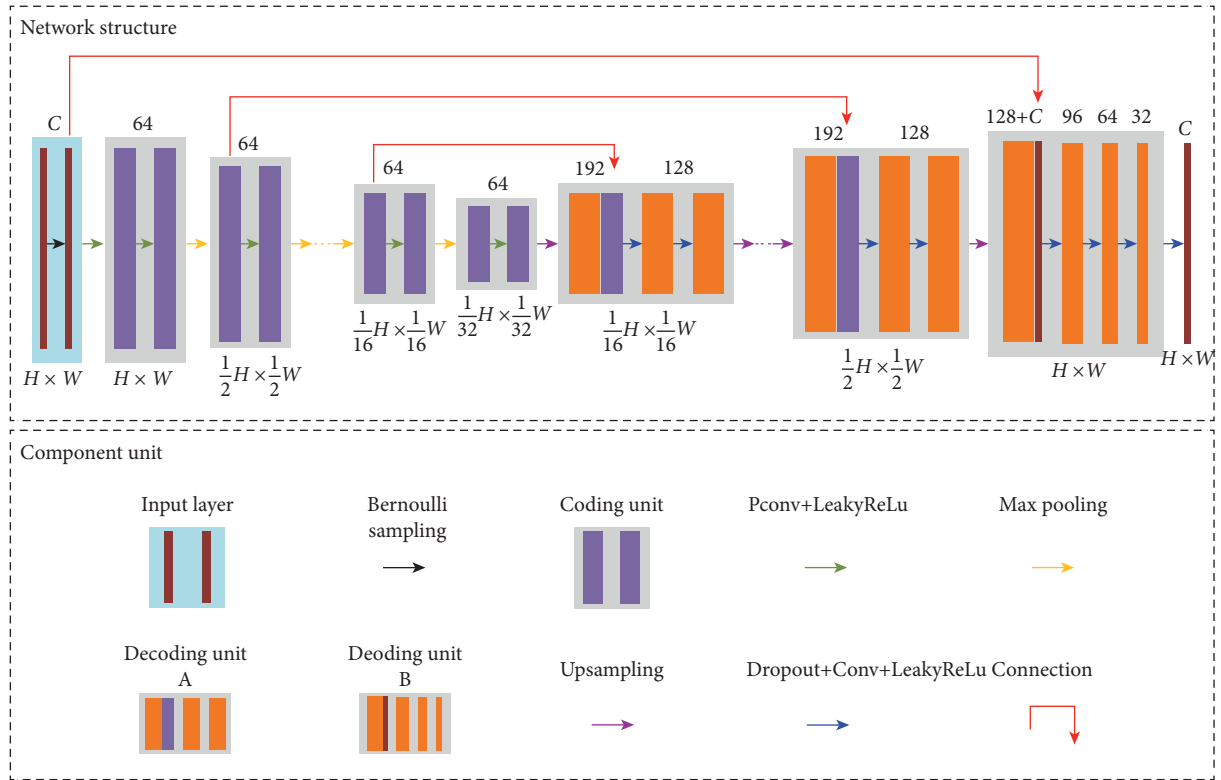 Network structure
C
64
64
64
64
192
128
192
128
128+C
96
64
32
C
H × W
H × W
1/2 H × 1/2 W
1/16 H × 1/16 W
1/32 H × 1/32 W
1/16 H × 1/16 W
1/2 H × 1/2 W
H × W
H × W
Component unit
Input layer
Bernoulli
sampling
Coding unit
Pconv+LeakyReLu
Max pooling
Decoding unit
A
Deoding unit
B
Upsampling
Dropout+Conv+LeakyReLu
Connection